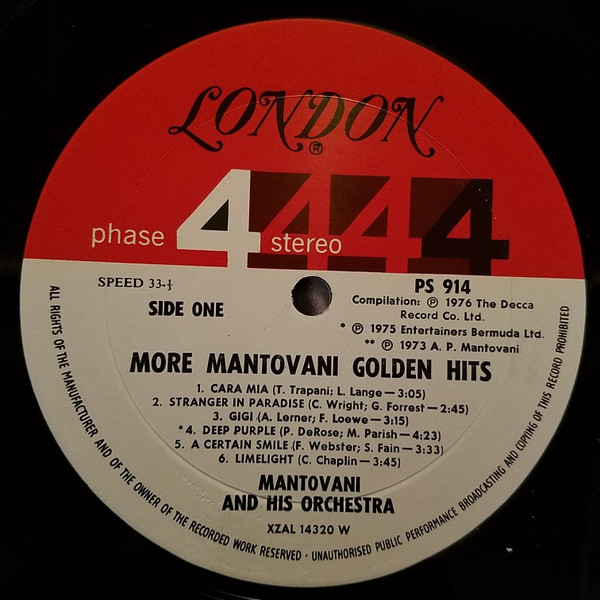 LONDON
®
phase 4 stereo 4 4 4
SPEED 33-⅓
SIDE ONE
PS 914
Compilation: ℗ 1976 The Decca
Record Co. Ltd.
* ℗ 1975 Entertainers Bermuda Ltd.
** ℗ 1973 A. P. Mantovani
MORE MANTOVANI GOLDEN HITS
1. CARA MIA (T. Trapani; L. Lange — 3:05)
2. STRANGER IN PARADISE (C. Wright; G. Forrest — 2:45)
3. GIGI (A. Lerner; F. Loewe — 3:15)
*4. DEEP PURPLE (P. DeRose; M. Parish — 4:23)
5. A CERTAIN SMILE (F. Webster; S. Fain — 3:33)
6. LIMELIGHT (C. Chaplin — 3:45)
MANTOVANI
AND HIS ORCHESTRA
XZAL 14320 W
ALL RIGHTS OF THE MANUFACTURER AND OF THE OWNER OF THE RECORDED WORK RESERVED · UNAUTHORISED PUBLIC PERFORMANCE BROADCASTING AND COPYING OF THIS RECORD PROHIBITED